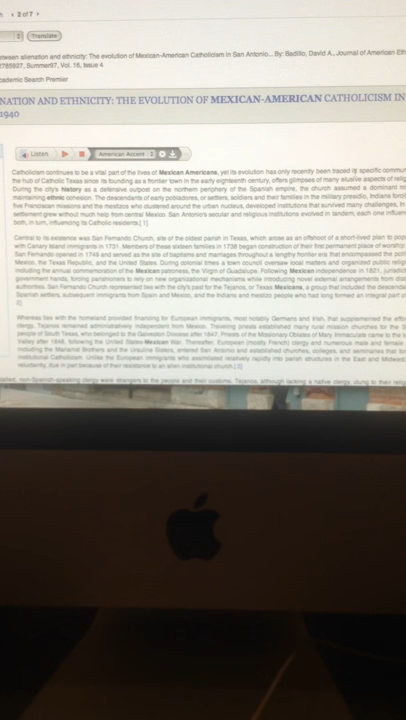 2 of 7
Translate
between alienation and ethnicity: The evolution of Mexican-American Catholicism in San Antonio... By: Badillo, David A., Journal of American Eth
2785927, Summer97, Vol. 16, Issue 4
cademic Search Premier
NATION AND ETHNICITY: THE EVOLUTION OF MEXICAN-AMERICAN CATHOLICISM IN
1940
Listen American Accent
Catholicism continues to be a vital part of the lives of Mexican Americans, yet its evolution has only recently been traced in specific commun
the hub of Catholic Texas since its founding as a frontier town in the early eighteenth century, offers glimpses of many elusive aspects of relig
During the city's history as a defensive outpost on the northern periphery of the Spanish empire, the church assumed a dominant ro
maintaining ethnic cohesion. The descendants of early pobladores, or settlers, soldiers and their families in the military presidio, Indians
five Franciscan missions and the mestizos who clustered around the urban nucleus, developed institutions that survived many challenges. In
settlement grew without much help from central Mexico. San Antonio's secular and religious institutions evolved in tandem, each one influen
both, in turn, influencing its Catholic residents.[1]
Central to its existence was San Fernando Church, site of the oldest parish in Texas, which arose as an offshoot of a short-lived plan to pop
with Canary Island immigrants in 1731. Members of these sixteen families in 1738 began construction of their first permanent place of worship
San Fernando opened in 1749 and served as the site of baptisms and marriages throughout a lengthy frontier era that encompassed the
Mexico, the Texas Republic, and the United States. During colonial times a town council oversaw local matters and organized public
including the annual commemoration of the Mexican patroness, the Virgin of Guadalupe. Following Mexican independence in 1821,
government hands, forcing parishioners to rely on new organizational mechanisms while introducing novel external arrangements from
authorities. San Fernando represented ties with the city's past for the Tejanos, or Texas Mexicans, a group that included the
Spanish settlers, subsequent immigrants from Spain and Mexico, and the Indians and mestizo people who had long formed an integral part of
Whereas ties with the homeland provided financing for European immigrants, most notably Germans and Irish, that supplemented the
clergy, Tejanos remained administratively independent from Mexico. Traveling priests established many rural mission churches for the
people of South Texas, who belonged to the Galveston Diocese after 1847. Priests of the Missionary Oblates of Mary Immaculate came to the
Valley after 1848, following the United States-Mexican War. Thereafter, European (mostly French) clergy and numerous male and female
including the Marianist Brothers and the Ursuline Sisters, entered San Antonio and established churches, colleges, and seminaries that
institutional Catholicism. Unlike the European immigrants who assimilated relatively rapidly into parish structures in the East and Midwest,
reluctantly, due in part because of their resistance to an alien institutional church.[3]
non-Spanish-speaking clergy were strangers to the people and their customs. Tejanos, although lacking a native clergy, clung to their